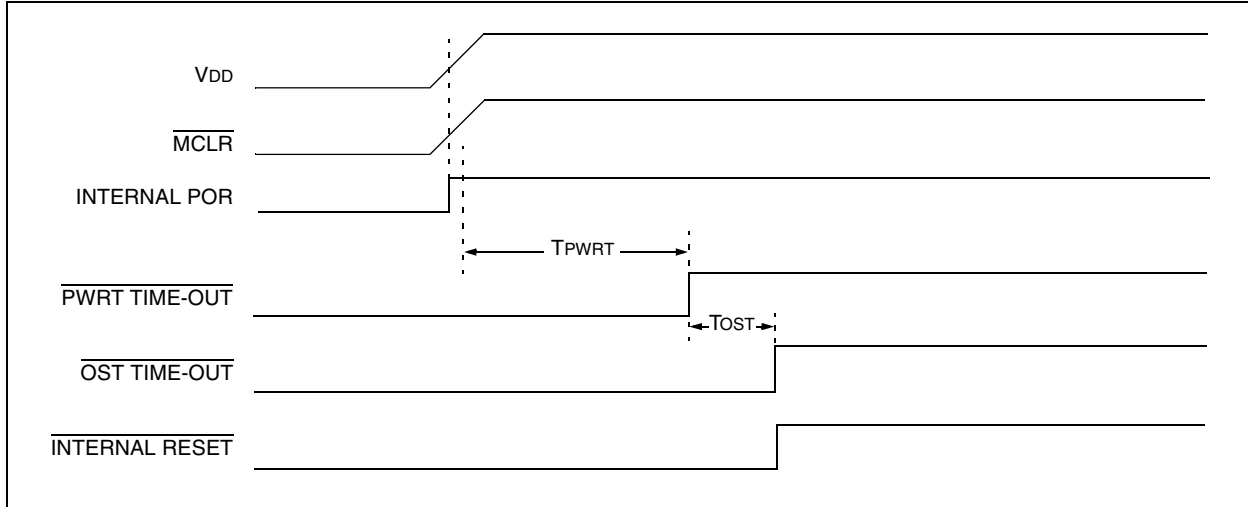 VDD
MCLR
INTERNAL POR
TPWRT
PWRT TIME-OUT
TOST
OST TIME-OUT
INTERNAL RESET